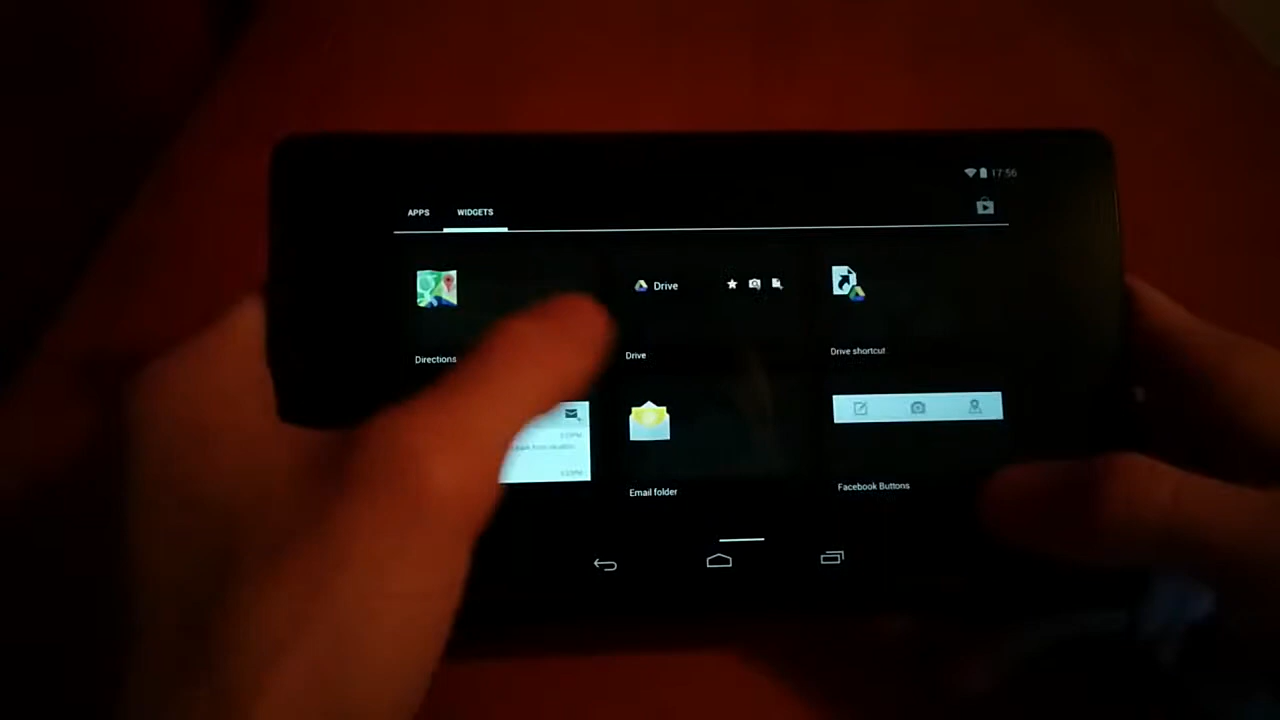 17:56
APPS WIDGETS
Drive
Directions
Drive
Drive shortcut
Email folder
Facebook Buttons